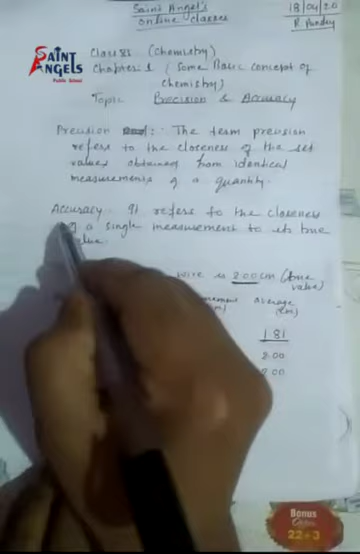 Saint Angel's
online classes
18/04/20
R. Pandey
SAINT
ANGELS
Public School
Class (Chemistry)
Chapter 1 (Some Basic concept of
Chemistry)
Topic Precision & Accuracy
Precision : The term precision
refers to the closeness of the set
values obtained from identical
measurements of a quantity.
Accuracy It refers to the closeness
of a single measurement to its true
value.
wire is 2.00cm (true
value)
average
(cm)
1.81
2.00
2.00
Bonus
22+3